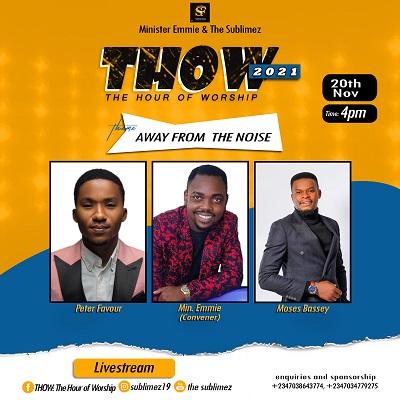 Minister Emmie & The Sublimez
THOW
2021
THE HOUR OF WORSHIP
20th
Nov
Time: 4pm
Theme
AWAY FROM THE NOISE
Peter Favour
Min. Emmie
(Convener)
Moses Bassey
Livestream
THOW: The Hour of Worship
sublimez19
the sublimez
enquiries and sponsorship
+2347038643774, +2347034779275